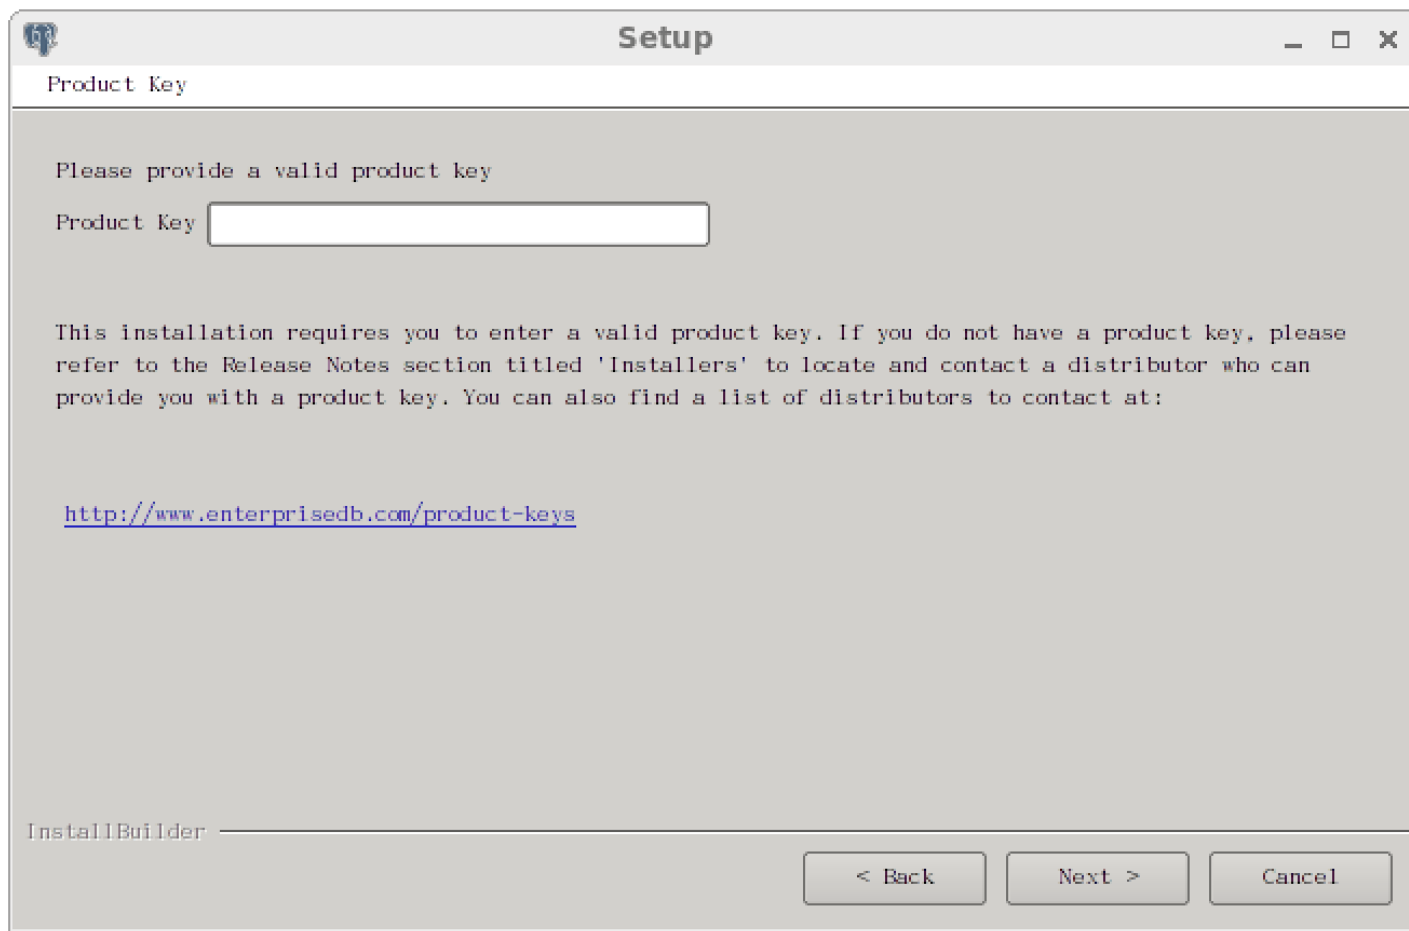 Setup
Product Key
Please provide a valid product key
Product Key
This installation requires you to enter a valid product key. If you do not have a product key, please
refer to the Release Notes section titled 'Installers' to locate and contact a distributor who can
provide you with a product key. You can also find a list of distributors to contact at:
http://www.enterprisedb.com/product-keys
InstallBuilder
< Back
Next >
Cancel